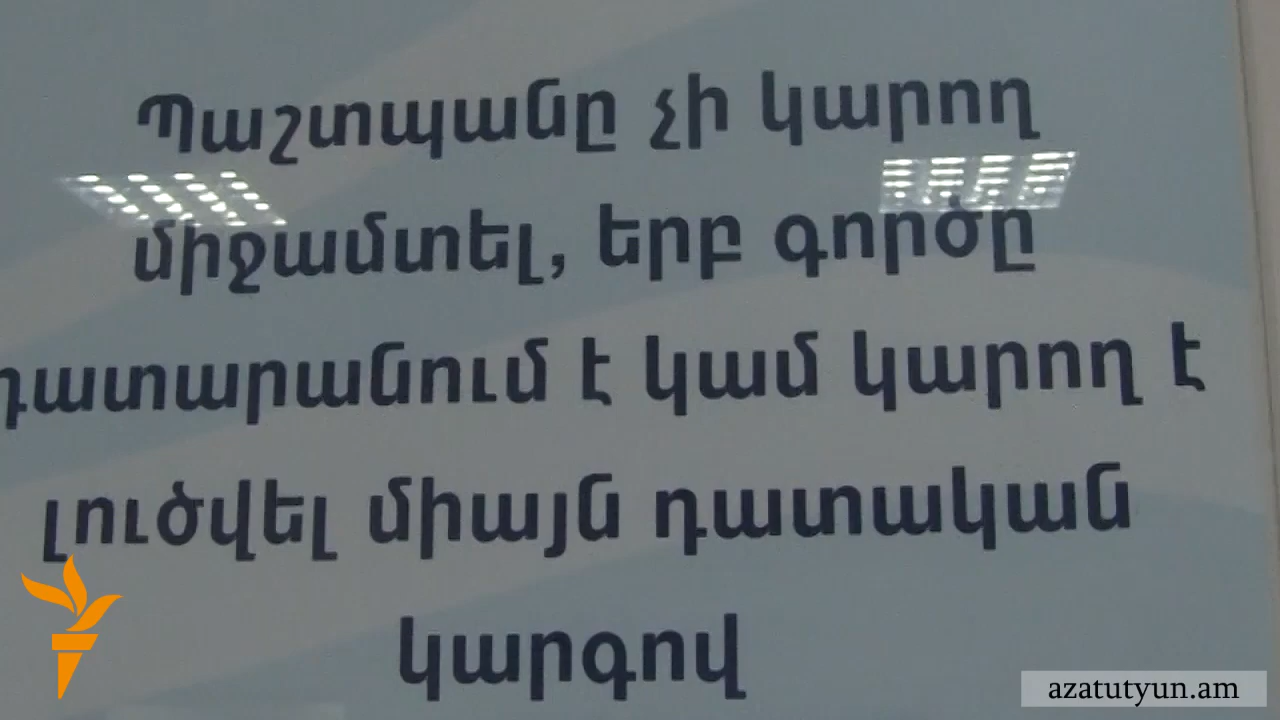 Պաշտպանը չի կարող
միջամտել, երբ գործը
դատարանում է կամ կարող է
լուծվել միայն դատական
կարգով
azatutyun.am